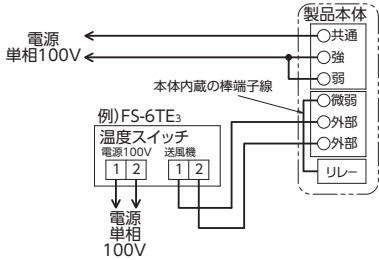 製品本体
電源
単相100V
共通
強
弱
本体内蔵の棒端子線
微弱
外部
外部
リレー
例)FS-6TE3
温度スイッチ
電源100V 送風機
1 2 1 2
電源
単相
100V